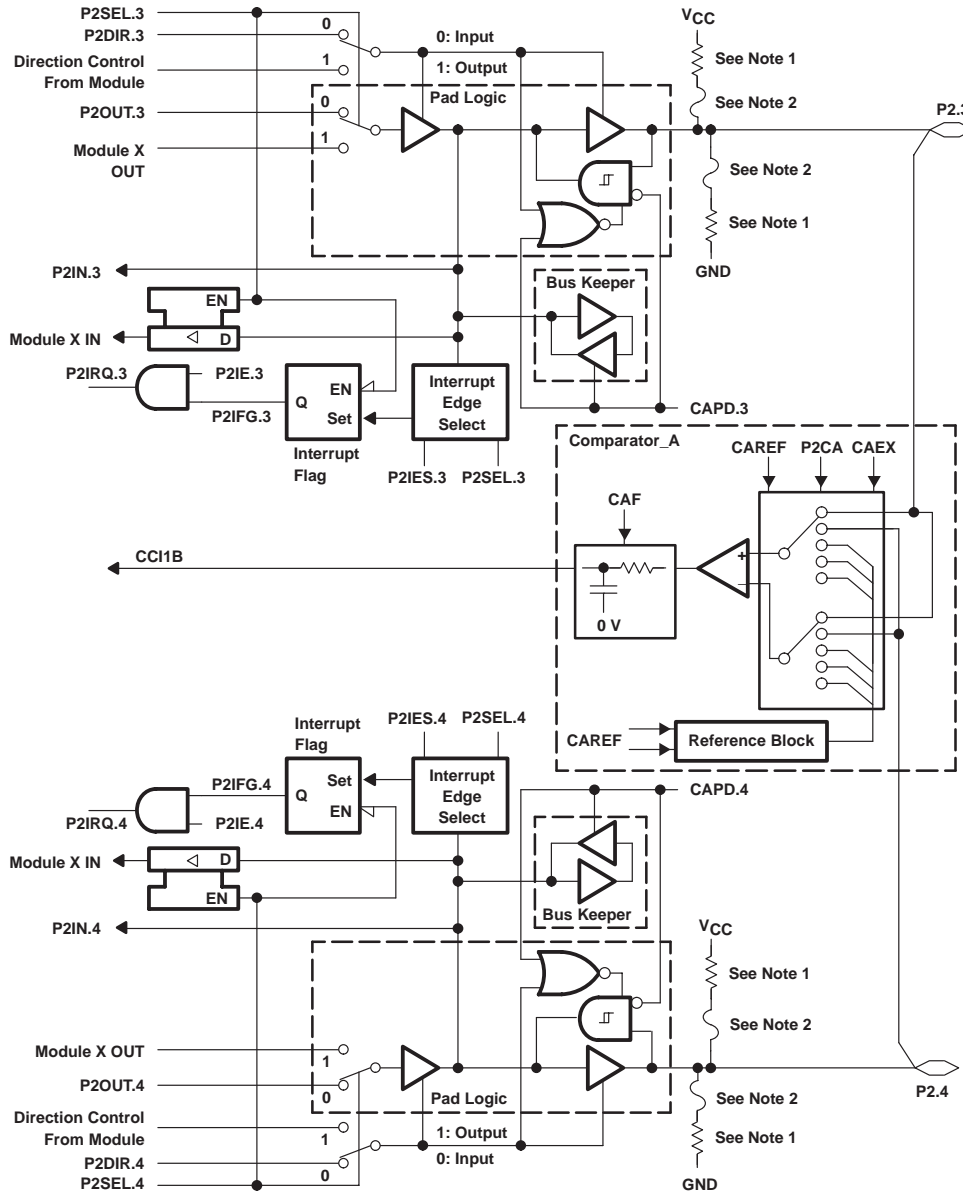 P2SEL.3
P2DIR.3
0
Direction Control
From Module
1
0: Input
1: Output
P2OUT.3
0
Module X
OUT
1
Pad Logic
VCC
See Note 1
See Note 2
P2.3
See Note 2
See Note 1
GND
P2IN.3
Bus Keeper
EN
Module X IN
D
P2IRQ.3
P2IE.3
P2IFG.3
Q
EN
Set
Interrupt
Flag
Interrupt
Edge
Select
P2IES.3
P2SEL.3
CAPD.3
Comparator_A
CAREF
P2CA
CAEX
CAF
CCI1B
+
–
0 V
CAREF
Reference Block
Interrupt
Flag
P2IES.4
P2SEL.4
P2IFG.4
Q
Set
EN
Interrupt
Edge
Select
P2IRQ.4
P2IE.4
CAPD.4
Module X IN
D
EN
Bus Keeper
P2IN.4
VCC
See Note 1
See Note 2
Module X OUT
1
P2OUT.4
0
Pad Logic
P2.4
See Note 2
See Note 1
GND
Direction Control
From Module
1
1: Output
0: Input
P2DIR.4
0
P2SEL.4